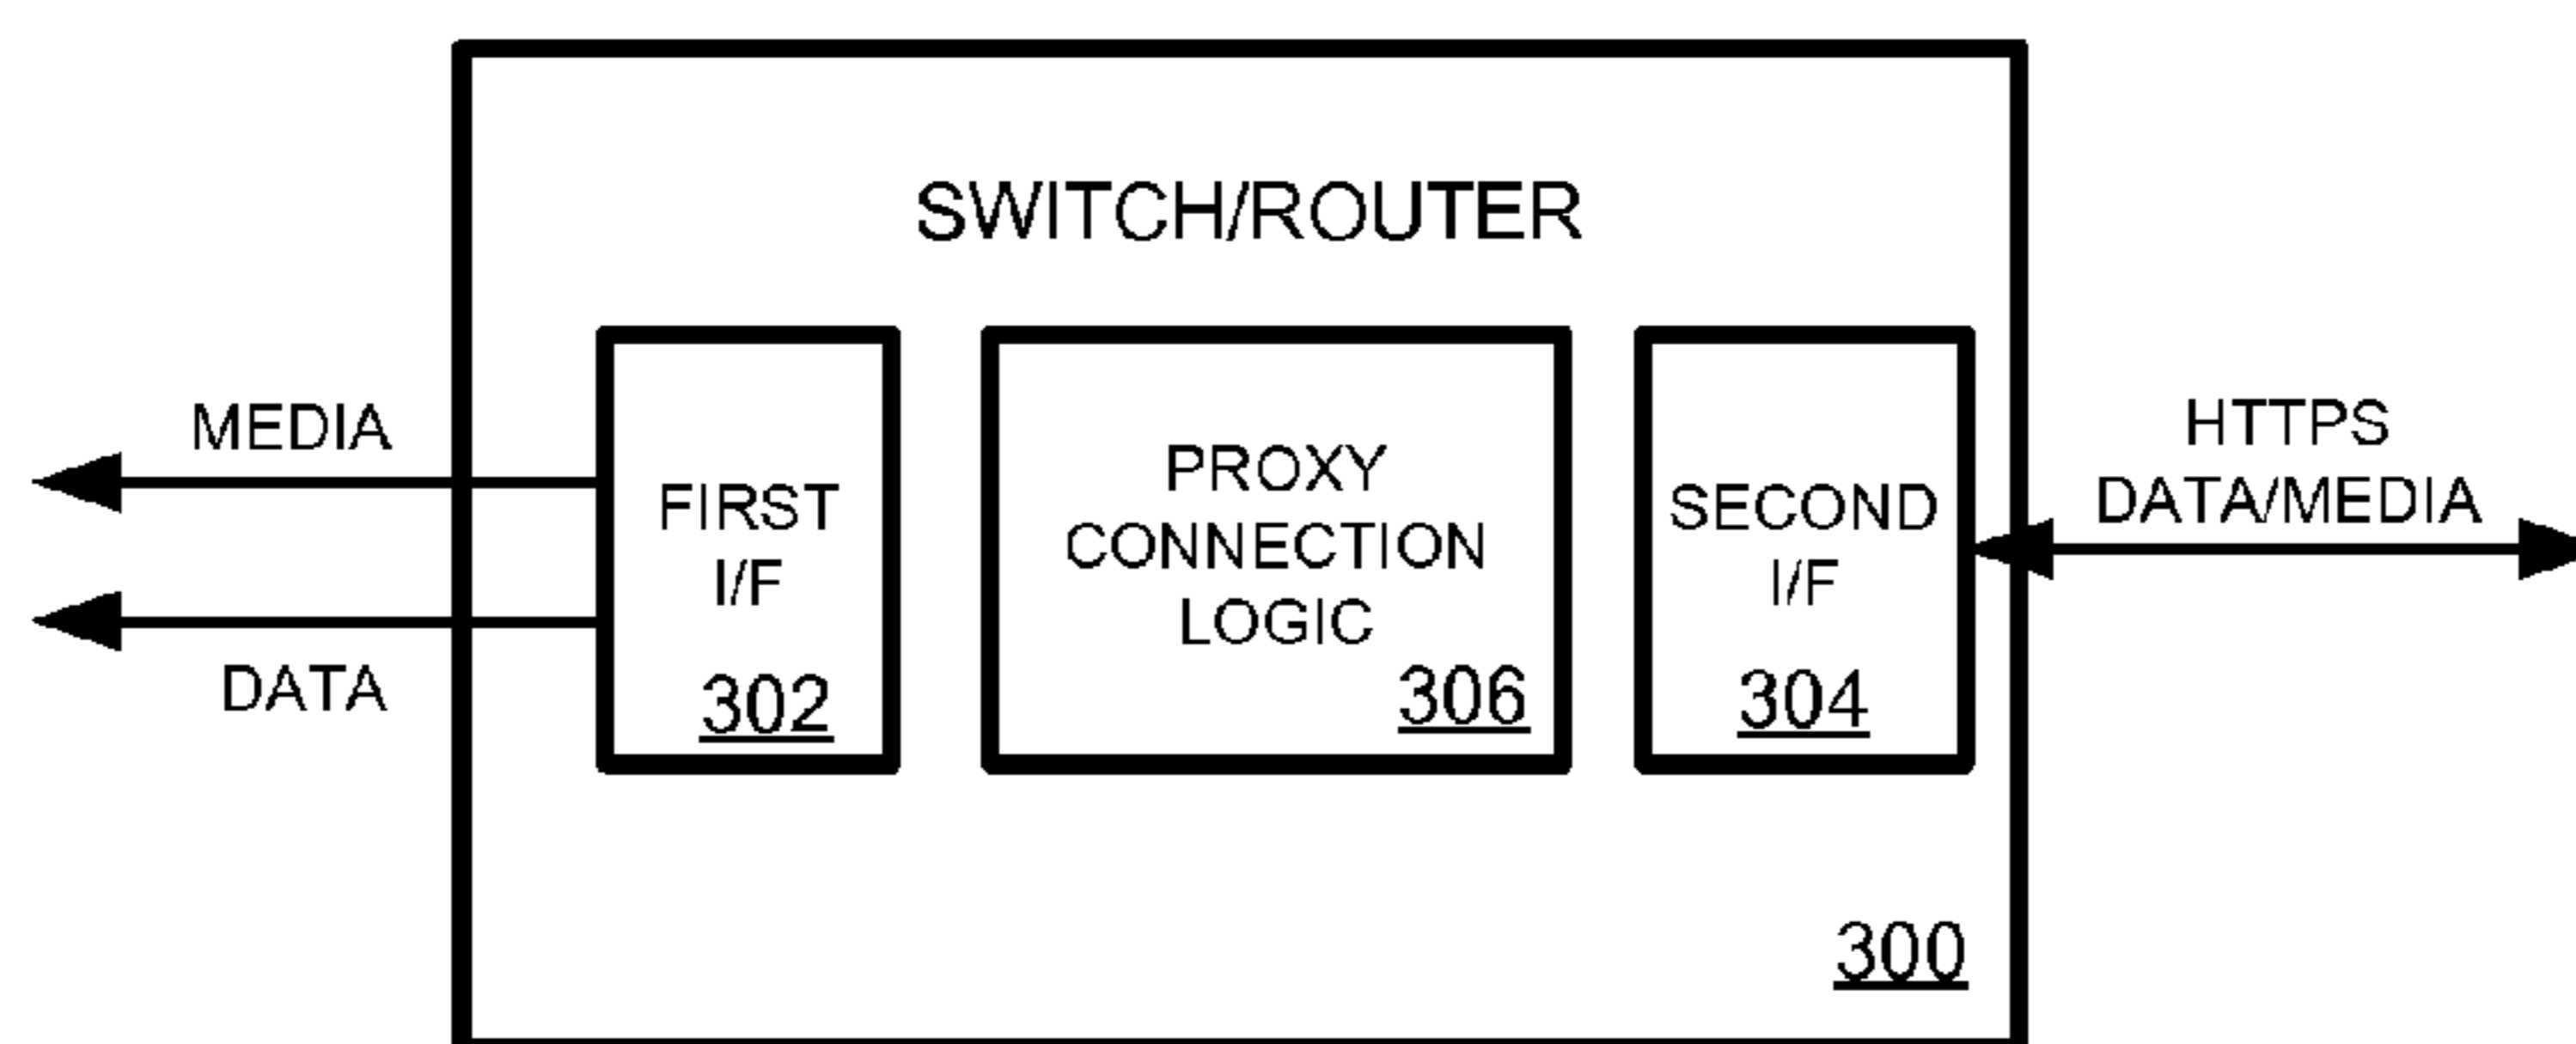 SWITCH/ROUTER
MEDIA
DATA
FIRST
I/F
302
PROXY
CONNECTION
LOGIC
306
SECOND
I/F
304
HTTPS
DATA/MEDIA
300